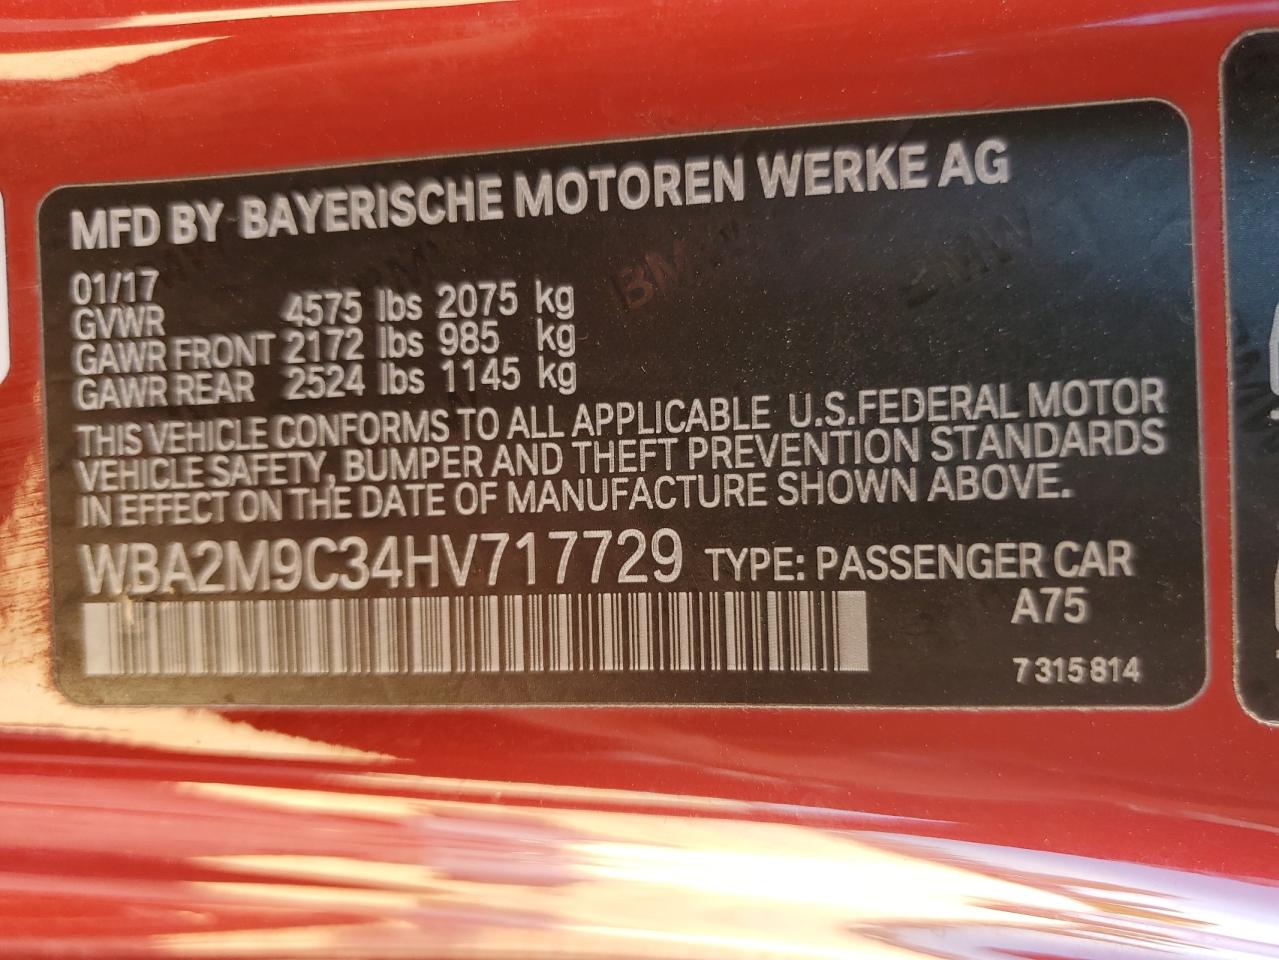 MFD BY BAYERISCHE MOTOREN WERKE AG
01/17
GVWR 4575 lbs 2075 kg
GAWR FRONT 2172 lbs 985 kg
GAWR REAR 2524 lbs 1145 kg
THIS VEHICLE CONFORMS TO ALL APPLICABLE U.S.FEDERAL MOTOR
VEHICLE SAFETY, BUMPER AND THEFT PREVENTION STANDARDS
IN EFFECT ON THE DATE OF MANUFACTURE SHOWN ABOVE.
WBA2M9C34HV717729 TYPE: PASSENGER CAR
A75
7 315 814
BMW
BMW